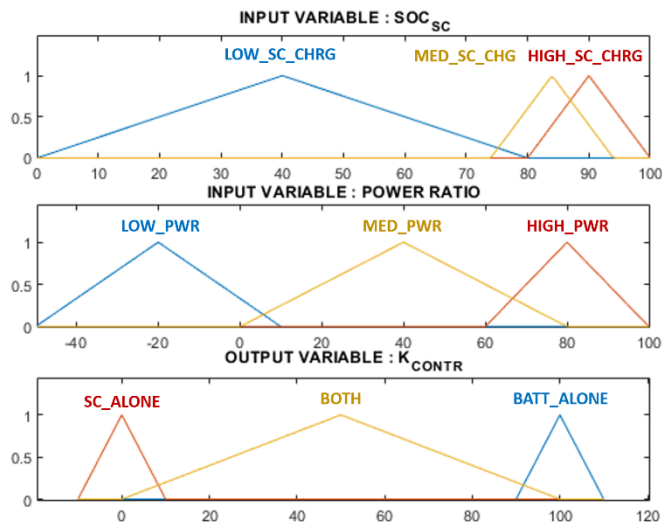 INPUT VARIABLE : SOC_SC
LOW_SC_CHRG MED_SC_CHG HIGH_SC_CHRG
1
0.5
0
0 10 20 30 40 50 60 70 80 90 100
INPUT VARIABLE : POWER RATIO
LOW_PWR MED_PWR HIGH_PWR
1
0.5
0
-40 -20 0 20 40 60 80 100
OUTPUT VARIABLE : K_CONTR
SC_ALONE BOTH BATT_ALONE
1
0.5
0
0 20 40 60 80 100 120